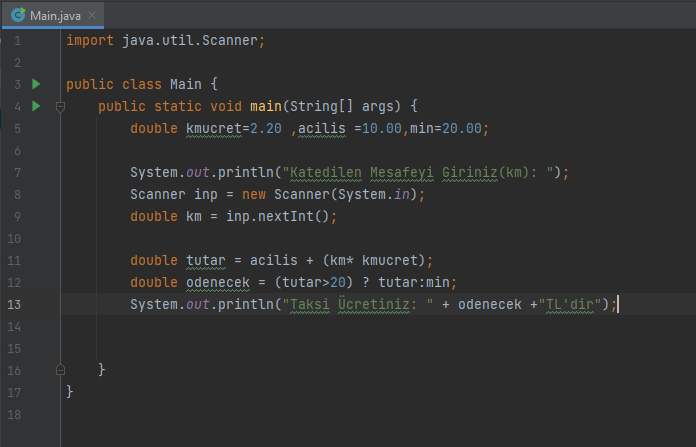 Main.java
1 import java.util.Scanner;
2
3 public class Main {
4 public static void main(String[] args) {
5 double kmucret=2.20 ,acilis =10.00,min=20.00;
6
7 System.out.println("Katedilen Mesafeyi Giriniz(km): ");
8 Scanner inp = new Scanner(System.in);
9 double km = inp.nextInt();
10
11 double tutar = acilis + (km* kmucret);
12 double odenecek = (tutar>20) ? tutar:min;
13 System.out.println("Taksi Ücretiniz: " + odenecek +"TL'dir");
14
15
16 }
17 }
18